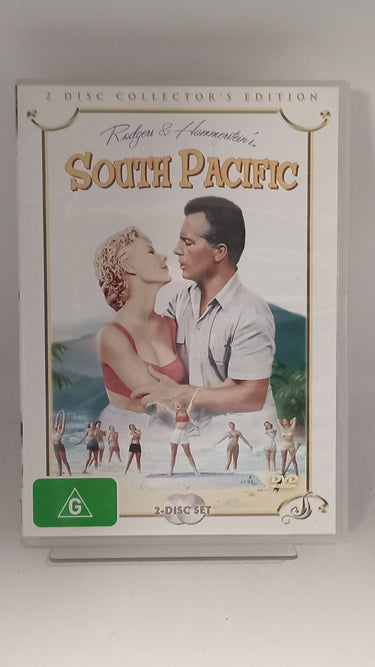 2 DISC COLLECTOR'S EDITION
Rodgers & Hammerstein's
SOUTH PACIFIC
G
DVD
2-DISC SET